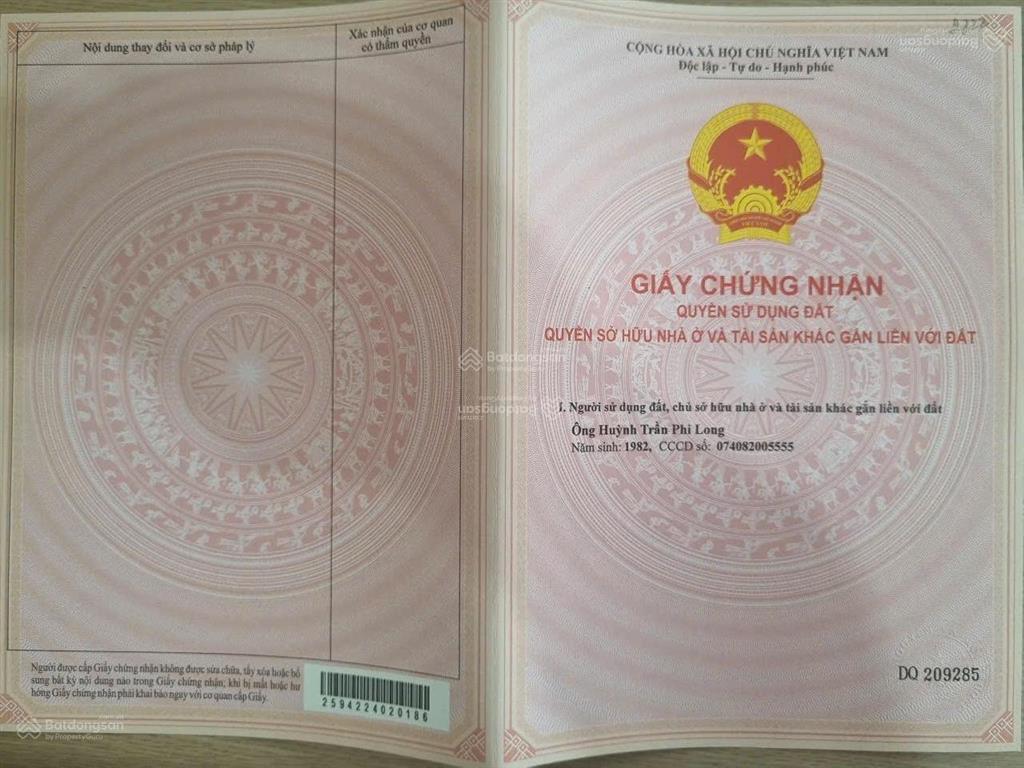 Nội dung thay đổi và cơ sở pháp lý
Xác nhận của cơ quan
có thẩm quyền
Người được cấp Giấy chứng nhận không được sửa chữa, tẩy xóa hoặc bổ
sung bất kỳ nội dung nào trong Giấy chứng nhận; khi bị mất hoặc hư
hỏng Giấy chứng nhận phải khai báo ngay với cơ quan cấp Giấy.
2594224020186
CỘNG HÒA XÃ HỘI CHỦ NGHĨA VIỆT NAM
Độc lập - Tự do - Hạnh phúc
GIẤY CHỨNG NHẬN
QUYỀN SỬ DỤNG ĐẤT
QUYỀN SỞ HỮU NHÀ Ở VÀ TÀI SẢN KHÁC GẮN LIỀN VỚI ĐẤT
I. Người sử dụng đất, chủ sở hữu nhà ở và tài sản khác gắn liền với đất
Ông Huỳnh Trần Phi Long
Năm sinh: 1982, CCCD số: 074082005555
DQ 209285
Batdongsan
by PropertyGuru
Batdongsan
Batdongsan
by PropertyGuru